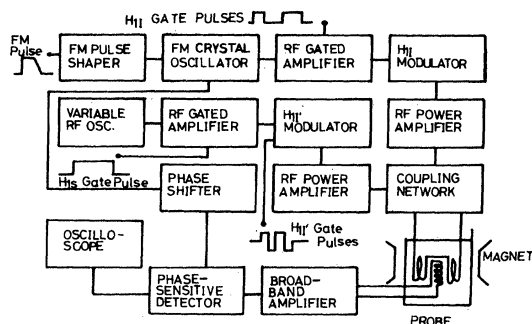 H11 GATE PULSES
FM
Pulse
FM PULSE
SHAPER
FM CRYSTAL
OSCILLATOR
RF GATED
AMPLIFIER
H11
MODULATOR
VARIABLE
RF OSC.
RF GATED
AMPLIFIER
H11'
MODULATOR
RF POWER
AMPLIFIER
H1s Gate Pulse
PHASE
SHIFTER
RF POWER
AMPLIFIER
COUPLING
NETWORK
OSCILLO-
SCOPE
H11' Gate
Pulses
MAGNET
PHASE-
SENSITIVE
DETECTOR
BROAD-
BAND
AMPLIFIER
PROBE